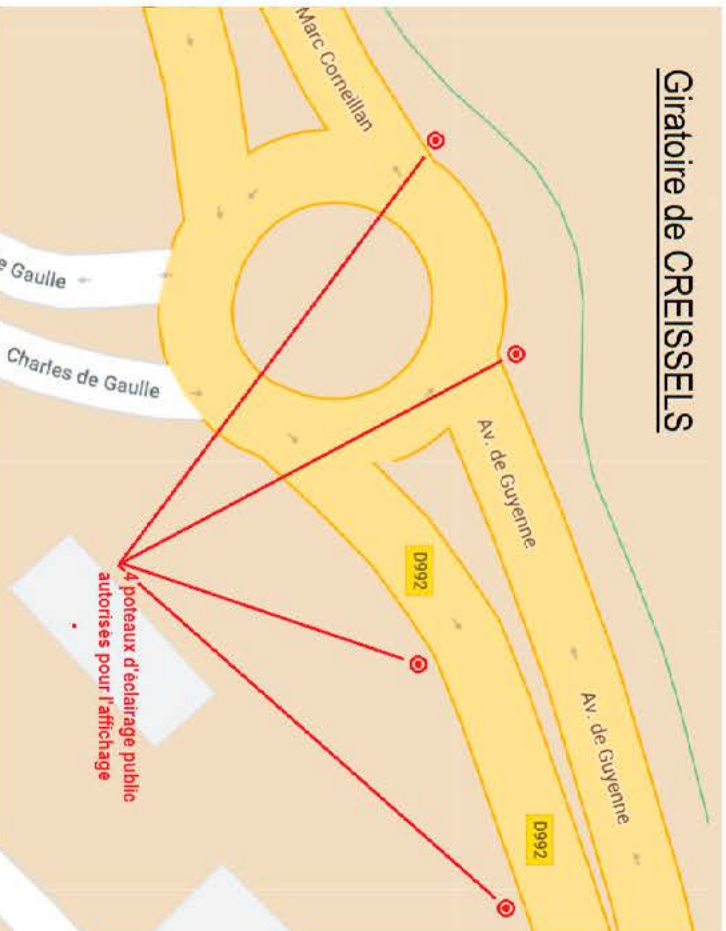 Giratoire de CREISSELS
Marc Corneillan
Av. de Guyenne
Av. de Guyenne
D992
D992
e Gaulle
Charles de Gaulle
4 poteaux d'éclairage public
autorisés pour l'affichage